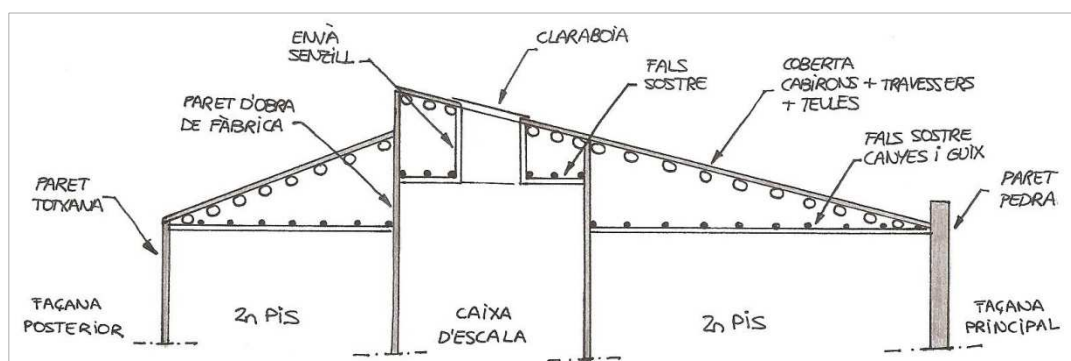 ENVÀ
SENZILL
CLARABOIA
FALS
SOSTRE
COBERTA
CABIRONS + TRAVESSERS
+ TEULES
PARET D'OBRA
DE FÀBRICA
FALS SOSTRE
CANYES i GUIX
PARET
TOTXANA
PARET
PEDRA
FAÇANA
POSTERIOR
2n PiS
CAIXA
D'ESCALA
2n PiS
FAÇANA
PRINCIPAL